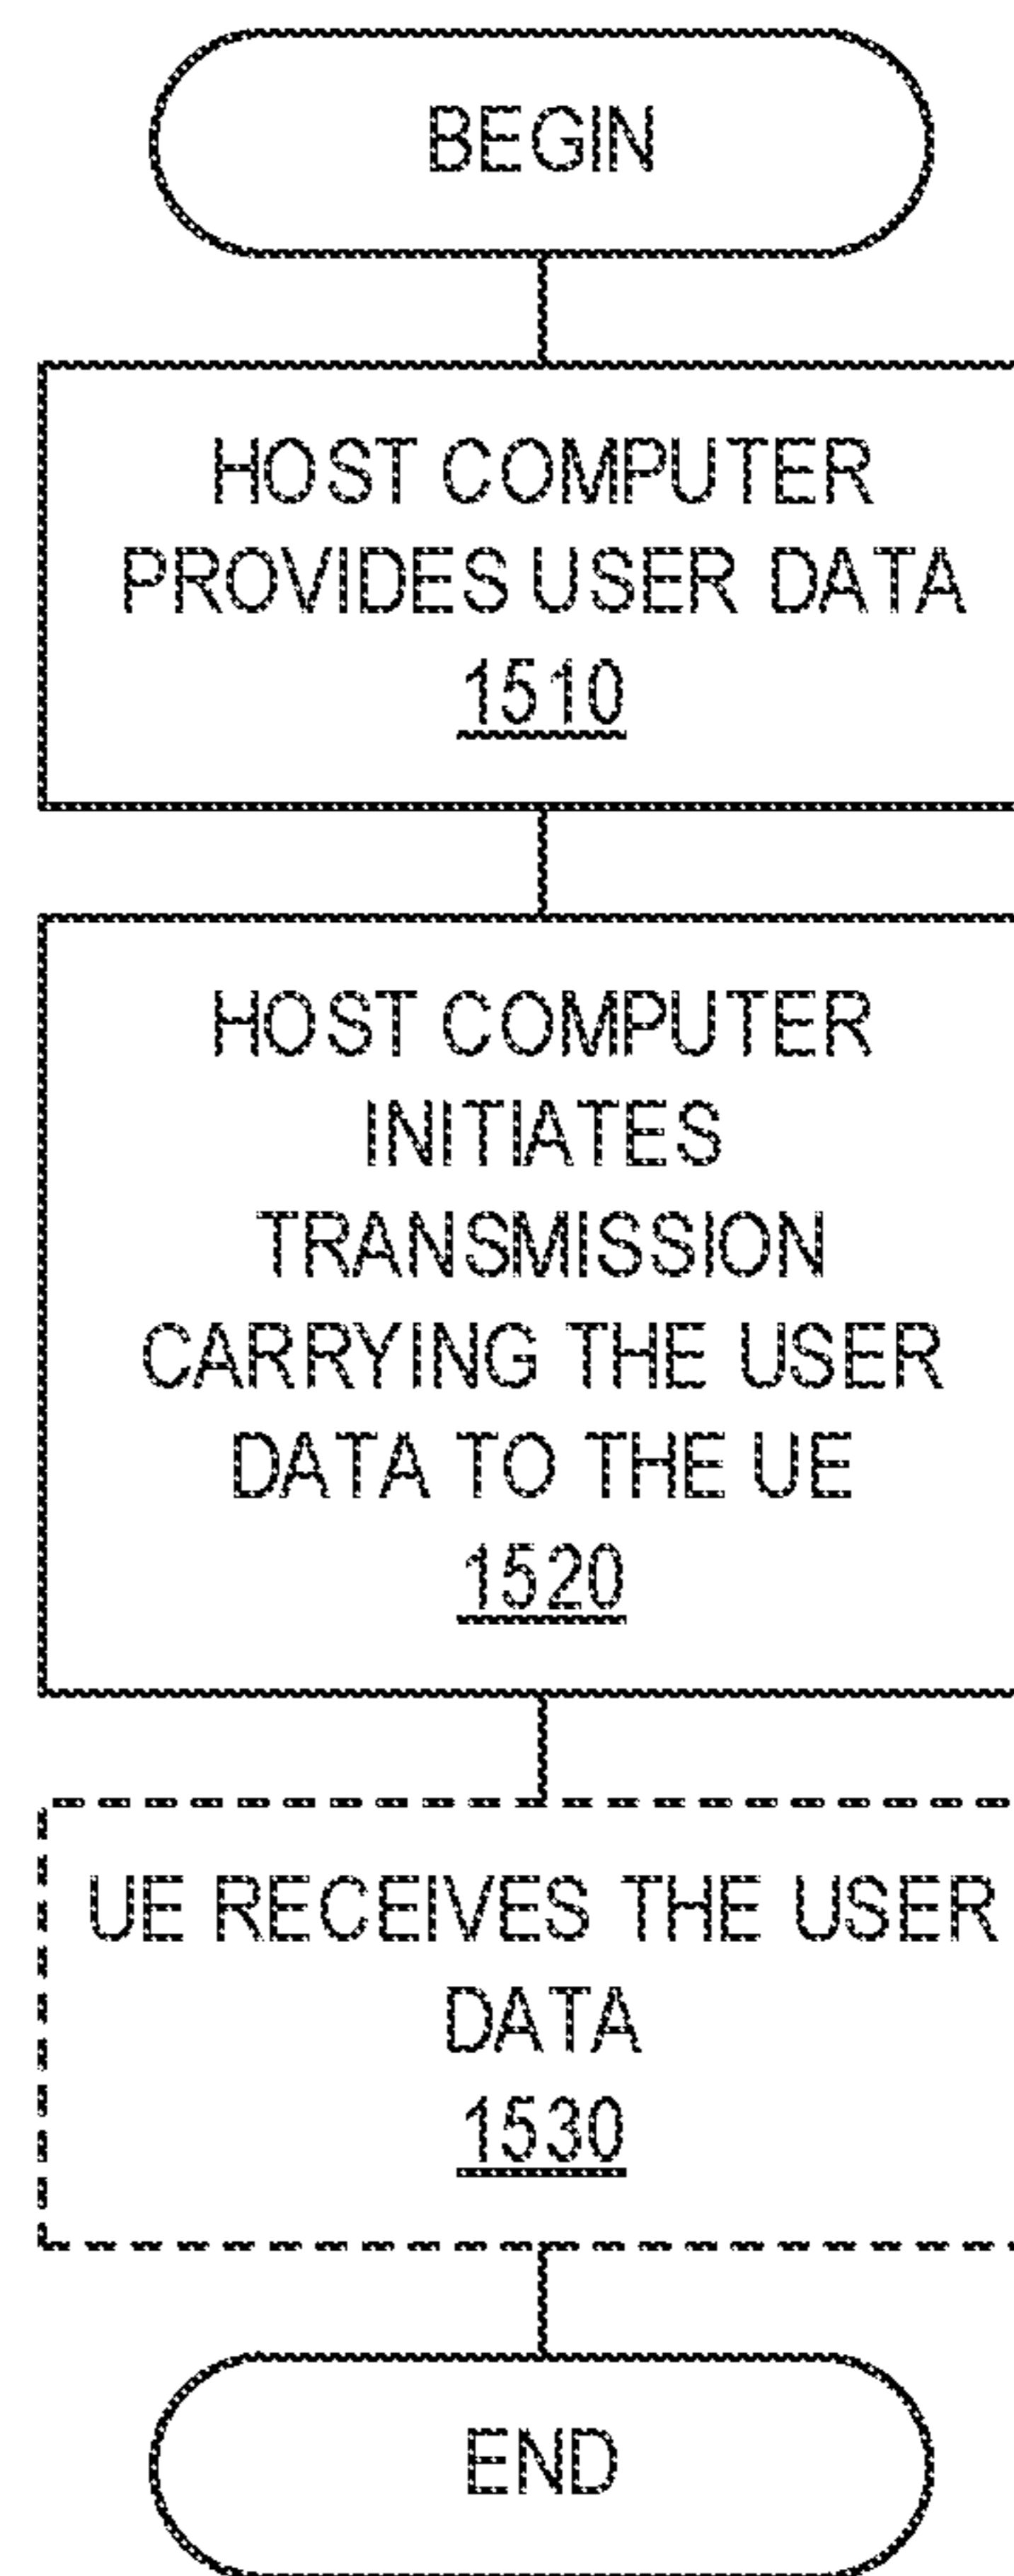 BEGIN
HOST COMPUTER
PROVIDES USER DATA
1510
HOST COMPUTER
INITIATES
TRANSMISSION
CARRYING THE USER
DATA TO THE UE
1520
UE RECEIVES THE USER
DATA
1530
END